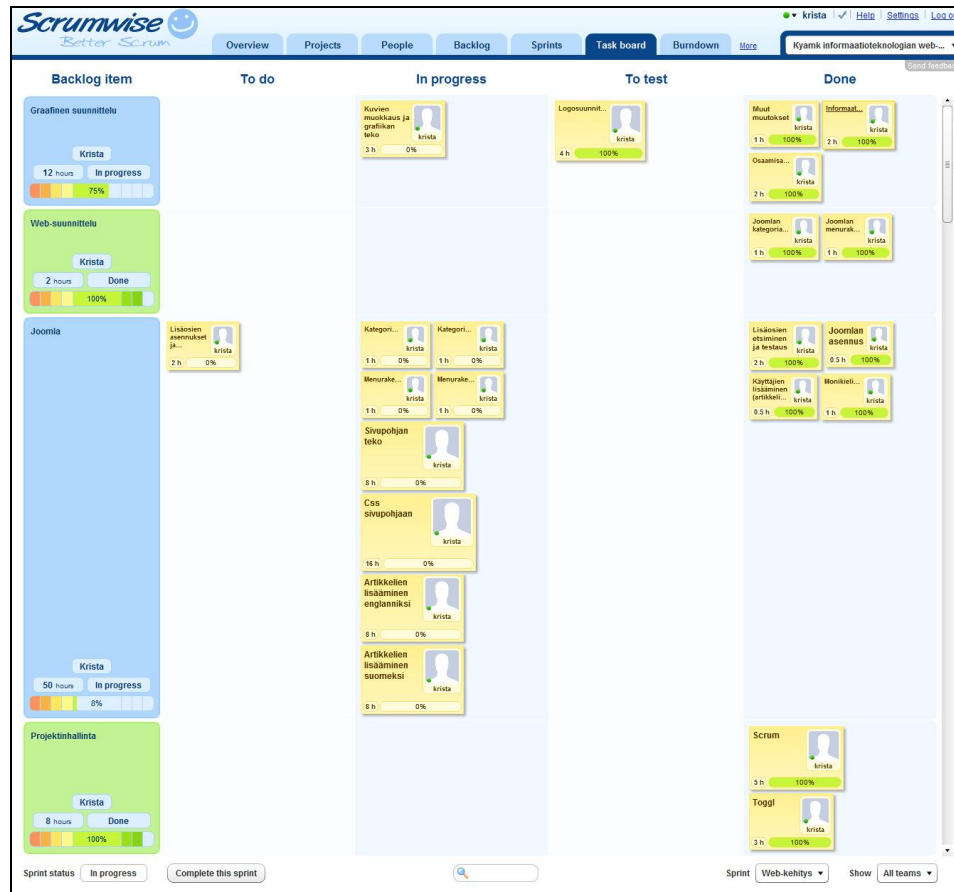 Scrumwise
Better Scrum
krista Help Settings Log o
Overview Projects People Backlog Sprints Task board Burndown More Kyamk informaatioteknologian web-...
Send feedba
Backlog item To do In progress To test Done
Graafinen suunnittelu
Krista
12 hours In progress
75%
Kuvien
muokkaus ja
grafiikan
teko
krista
3 h 0%
Logosuunnit...
krista
4 h 100%
Muut
muutokset
krista
1 h 100%
Informaat...
krista
2 h 100%
Osaamisa...
krista
2 h 100%
Web-suunnittelu
Krista
2 hours Done
100%
Joomlan
kategoria...
krista
1 h 100%
Joomlan
menurak...
krista
1 h 100%
Joomla
Krista
50 hours In progress
8%
Lisäosien
asennukset
ja...
krista
2 h 0%
Kategori...
krista
1 h 0%
Kategori...
krista
1 h 0%
Menurake...
krista
1 h 0%
Menurake...
krista
1 h 0%
Sivupohjan
teko
krista
8 h 0%
Css
sivupohjaan
krista
16 h 0%
Artikkelien
lisääminen
englanniksi
krista
8 h 0%
Artikkelien
lisääminen
suomeksi
krista
8 h 0%
Lisäosien
etsiminen
ja testaus
krista
2 h 100%
Joomlan
asennus
krista
0.5 h 100%
Käyttäjien
lisääminen
(artikkeli...
krista
0.5 h 100%
Monikieli...
krista
1 h 100%
Projektinhallinta
Krista
8 hours Done
100%
Scrum
krista
5 h 100%
Toggl
krista
3 h 100%
Sprint status In progress Complete this sprint Sprint Web-kehitys Show All teams